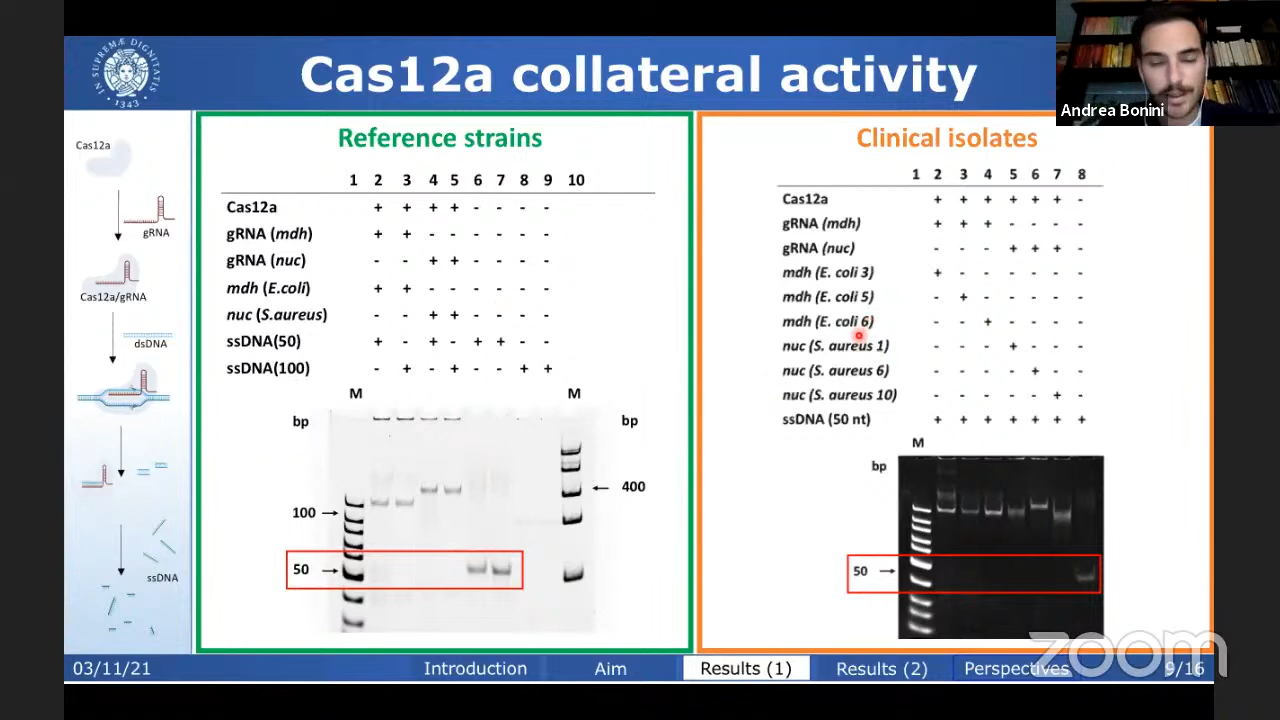 Cas12a collateral activity
SUPREMÆ DIGNITATIS
1343
Andrea Bonini
Cas12a
gRNA
Cas12a/gRNA
dsDNA
ssDNA
Reference strains
1 2 3 4 5 6 7 8 9 10
Cas12a + + + + - - - -
gRNA (mdh) + + - - - - - -
gRNA (nuc) - - + + - - - -
mdh (E.coli) + + - - - - - -
nuc (S.aureus) - - + + - - - -
ssDNA(50) + - + - + + - -
ssDNA(100) - + - + - - + +
M M
bp bp
400
100
50
Clinical isolates
1 2 3 4 5 6 7 8
Cas12a + + + + + + -
gRNA (mdh) + + + - - - -
gRNA (nuc) - - - + + + -
mdh (E. coli 3) + - - - - - -
mdh (E. coli 5) - + - - - - -
mdh (E. coli 6) - - + - - - -
nuc (S. aureus 1) - - - + - - -
nuc (S. aureus 6) - - - - + - -
nuc (S. aureus 10) - - - - - + -
ssDNA (50 nt) + + + + + + +
M
bp
50
03/11/21 Introduction Aim Results (1) Results (2) Perspectives 9/16
zoom